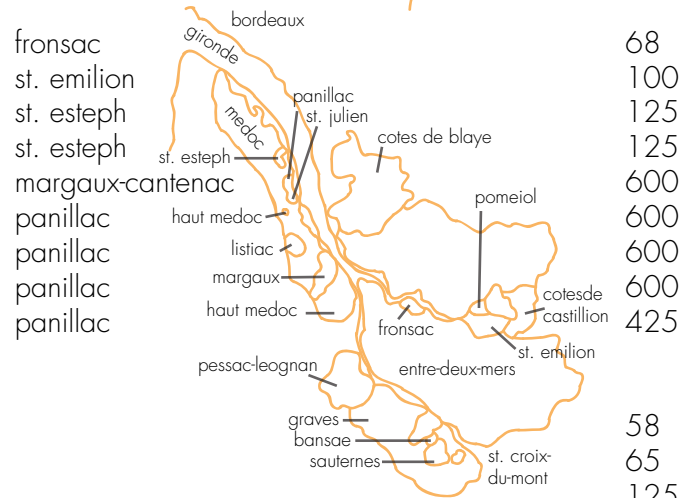 bordeaux
gironde
fronsac 68
st. emilion 100
medoc
panillac
st. julien
st. esteph 125
cotes de blaye
st. esteph 125
st. esteph
margaux-cantenac 600
pomeiol
panillac 600
haut medoc
panillac 600
listiac
panillac 600
margaux
haut medoc
cotesde
castillion
panillac 425
fronsac
st. emilion
pessac-leognan
entre-deux-mers
graves
58
bansae
sauternes
st. croix-
du-mont
65
125